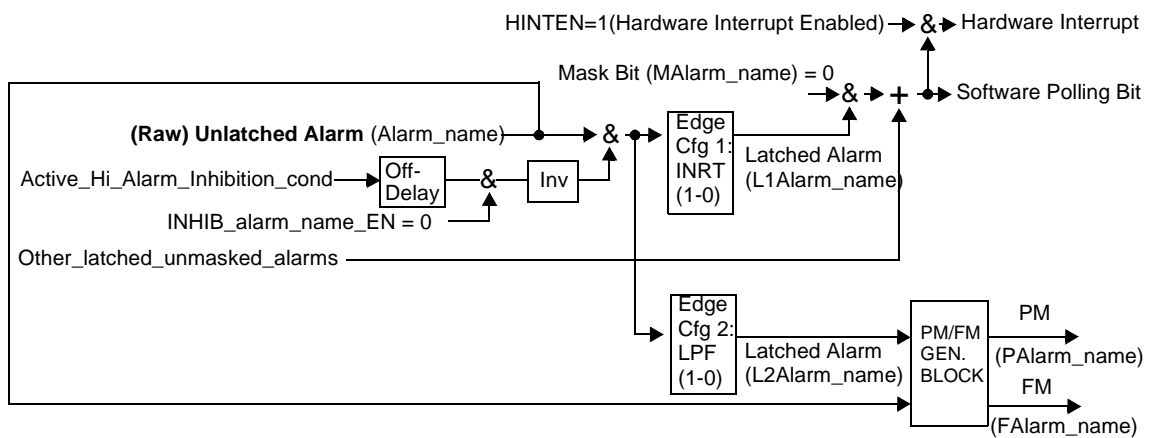 HINTEN=1(Hardware Interrupt Enabled) & Hardware Interrupt
Mask Bit (MAlarm_name) = 0
& + Software Polling Bit
(Raw) Unlatched Alarm (Alarm_name) &
Edge
Cfg 1:
INRT
(1-0)
Latched Alarm
(L1Alarm_name)
Active_Hi_Alarm_Inhibition_cond
Off-
Delay
& Inv
INHIB_alarm_name_EN = 0
Other_latched_unmasked_alarms
Edge
Cfg 2:
LPF
(1-0)
Latched Alarm
(L2Alarm_name)
PM/FM
GEN.
BLOCK
PM
(PAlarm_name)
FM
(FAlarm_name)